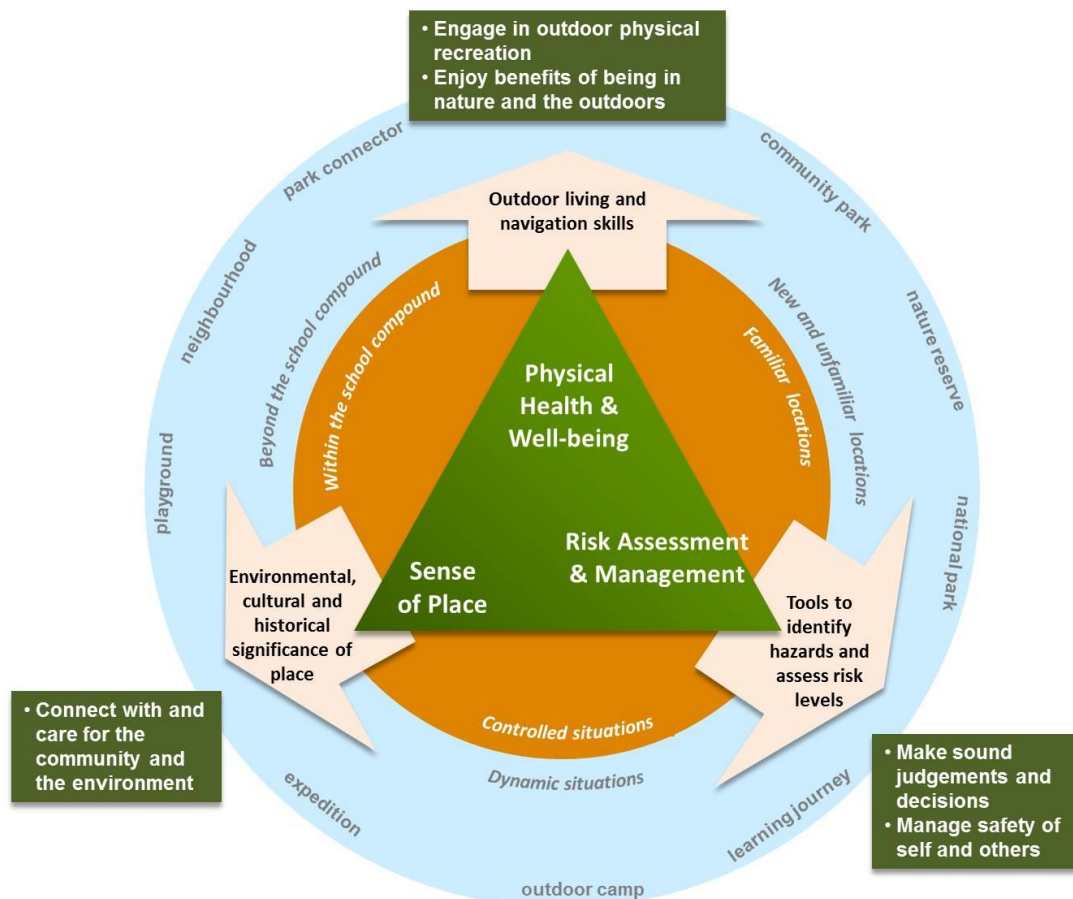 • Engage in outdoor physical
recreation
• Enjoy benefits of being in
nature and the outdoors
park connector
community park
Outdoor living and
navigation skills
neighbourhood
Beyond the school compound
Within the school compound
Familiar locations
New and unfamiliar locations
nature reserve
Physical
Health &
Well-being
playground
national park
Risk Assessment
& Management
Sense
of Place
Environmental,
cultural and
historical
significance of
place
Tools to
identify
hazards and
assess risk
levels
• Connect with and
care for the
community and
the environment
Controlled situations
Dynamic situations
• Make sound
judgements and
decisions
• Manage safety of
self and others
expedition
learning journey
outdoor camp